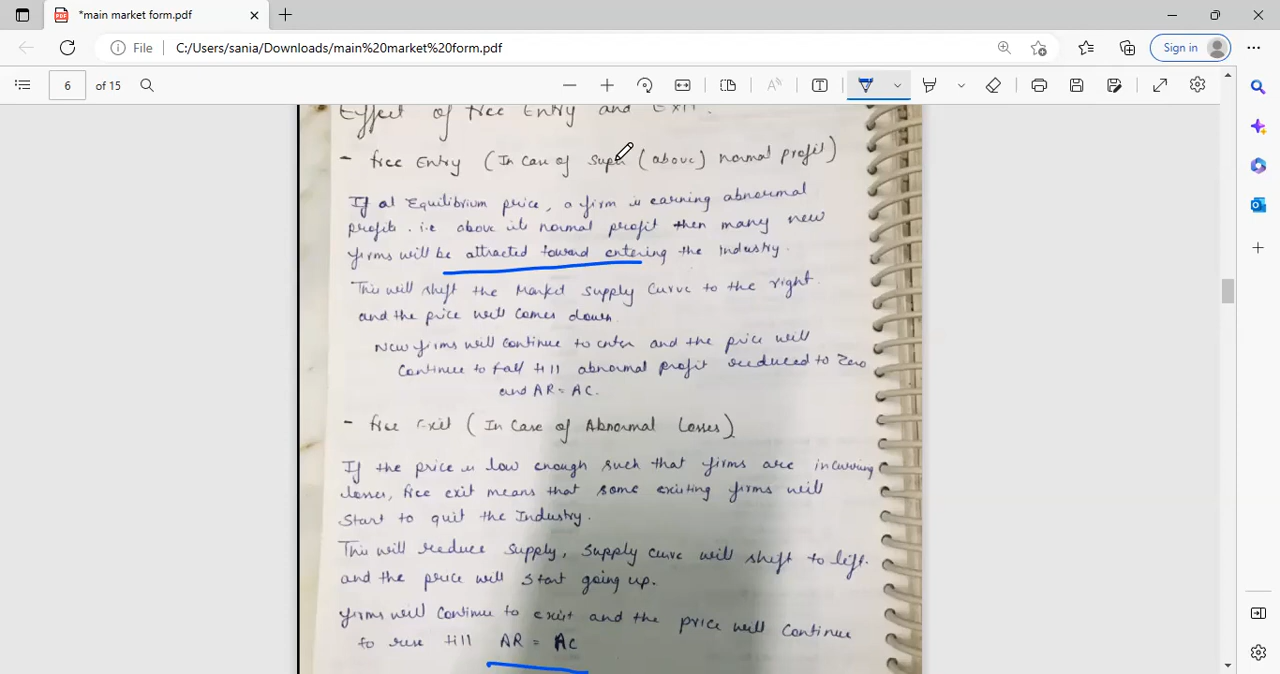 *main market form.pdf
File C:/Users/sania/Downloads/main%20market%20form.pdf
Sign in
6 of 15
Effect of free Entry and Exit.
- free Entry (In Case of Super (above) normal profit)
If at Equilibrium price, a firm is earning abnormal
profits. i.e above its normal profit then many new
firms will be attracted toward entering the Industry.
This will shift the Market Supply Curve to the right.
and the price will comes down.
New firms will continue to enter and the price will
Continue to fall till abnormal profit reduced to Zero
and AR = AC.
- free Exit (In Case of Abnormal Losses)
If the price is low enough such that firms are incurring
losses, free exit means that some existing firms will
Start to quit the Industry.
This will reduce supply, supply curve will shift to left.
and the price will start going up.
firms will continue to exist and the price will continue
to rise till AR = AC